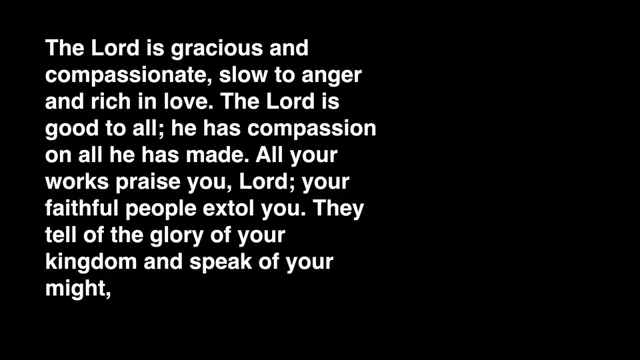 The Lord is gracious and
compassionate, slow to anger
and rich in love. The Lord is
good to all; he has compassion
on all he has made. All your
works praise you, Lord; your
faithful people extol you. They
tell of the glory of your
kingdom and speak of your
might,